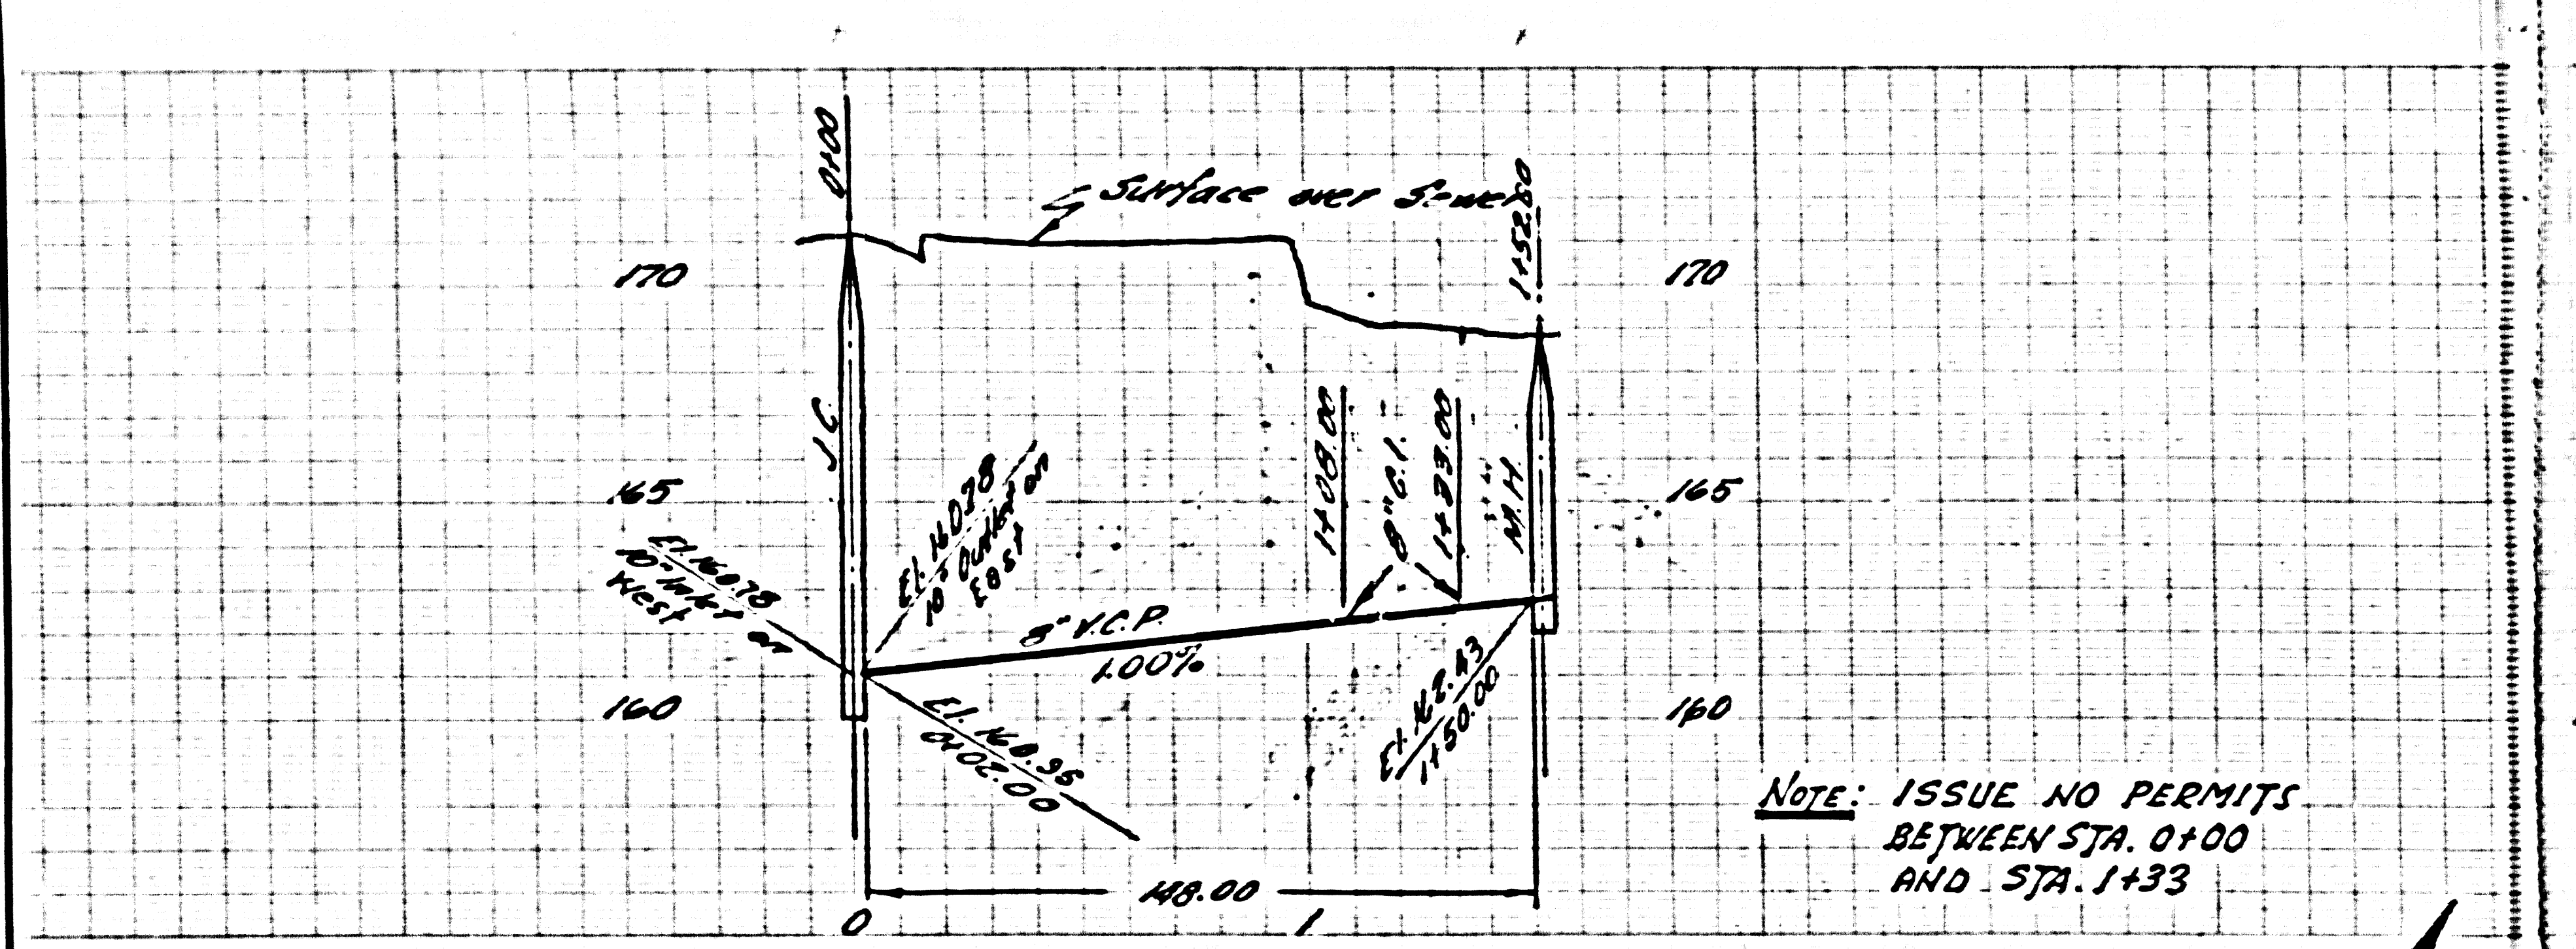 0+00
Surface over Sewer
1+52.80
170
170
J C
1+08.00
8" C.I.
1+33.00
M.H.
165
165
El. 160.78
10" Outlet on
East
El. 160.78
10" Inlet on
West
8" V.C.P.
1.00%
160
160
El. 160.95
0+02.00
El. 162.43
1+50.00
NOTE: ISSUE NO PERMITS
BETWEEN STA. 0+00
AND STA. 1+33
148.00
0
1